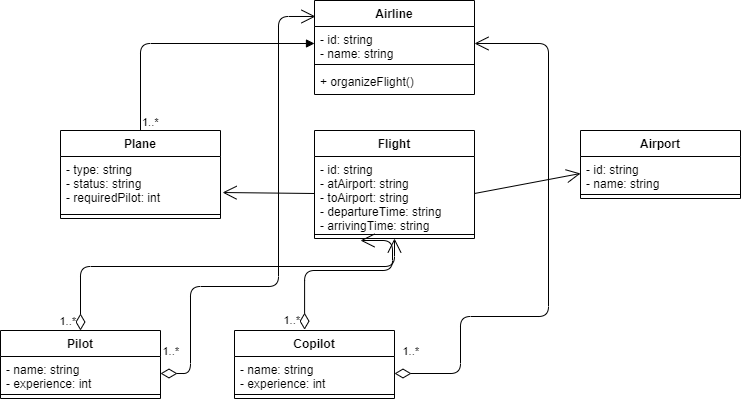 Airline
- id: string
- name: string
+ organizeFlight()
1..*
Plane
- type: string
- status: string
- requiredPilot: int
Flight
- id: string
- atAirport: string
- toAirport: string
- departureTime: string
- arrivingTime: string
Airport
- id: string
- name: string
1..*
1..*
1..*
1..*
Pilot
- name: string
- experience: int
Copilot
- name: string
- experience: int